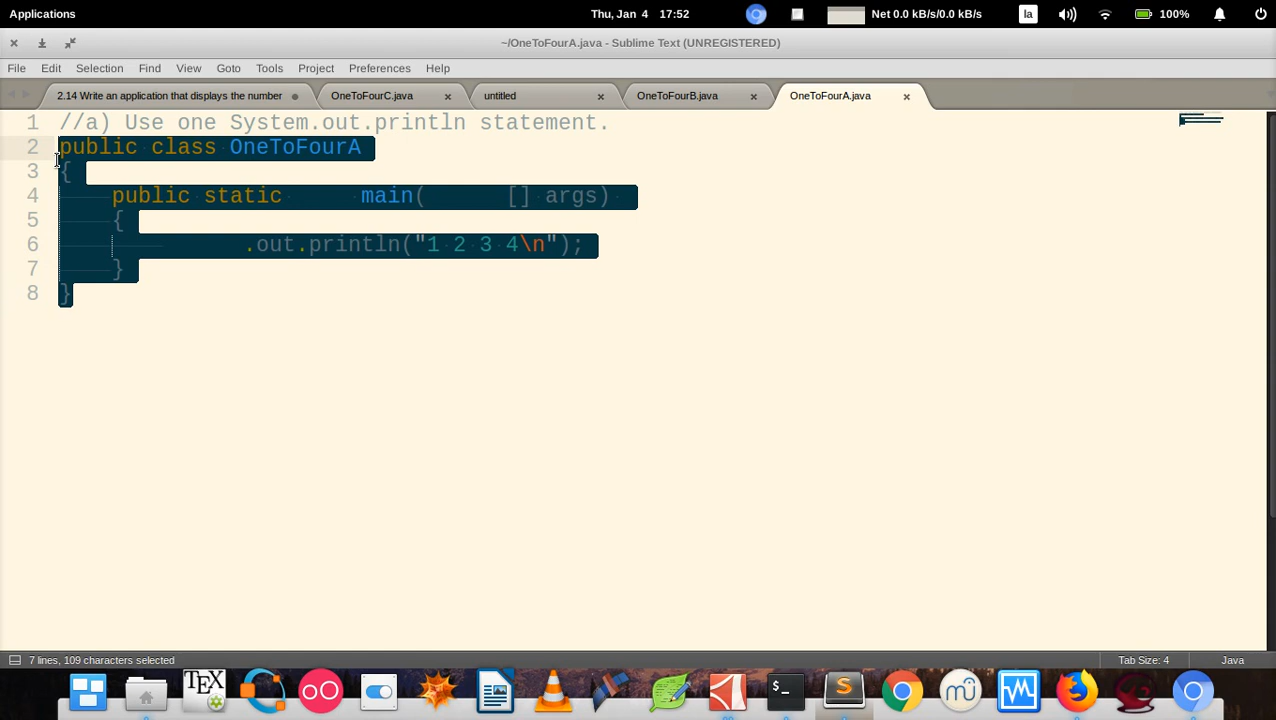 Applications
Thu, Jan 4 17:52
Net 0.0 kB/s/0.0 kB/s
la
100%
~/OneToFourA.java - Sublime Text (UNREGISTERED)
File Edit Selection Find View Goto Tools Project Preferences Help
2.14 Write an application that displays the number
OneToFourC.java
untitled
OneToFourB.java
OneToFourA.java
1 //a) Use one System.out.println statement.
2 public class OneToFourA
3 {
4 public static main( [] args)
5 {
6 .out.println("1 2 3 4\n");
7 }
8 }
7 lines, 109 characters selected
Tab Size: 4
Java
TEX
>_
S
mu